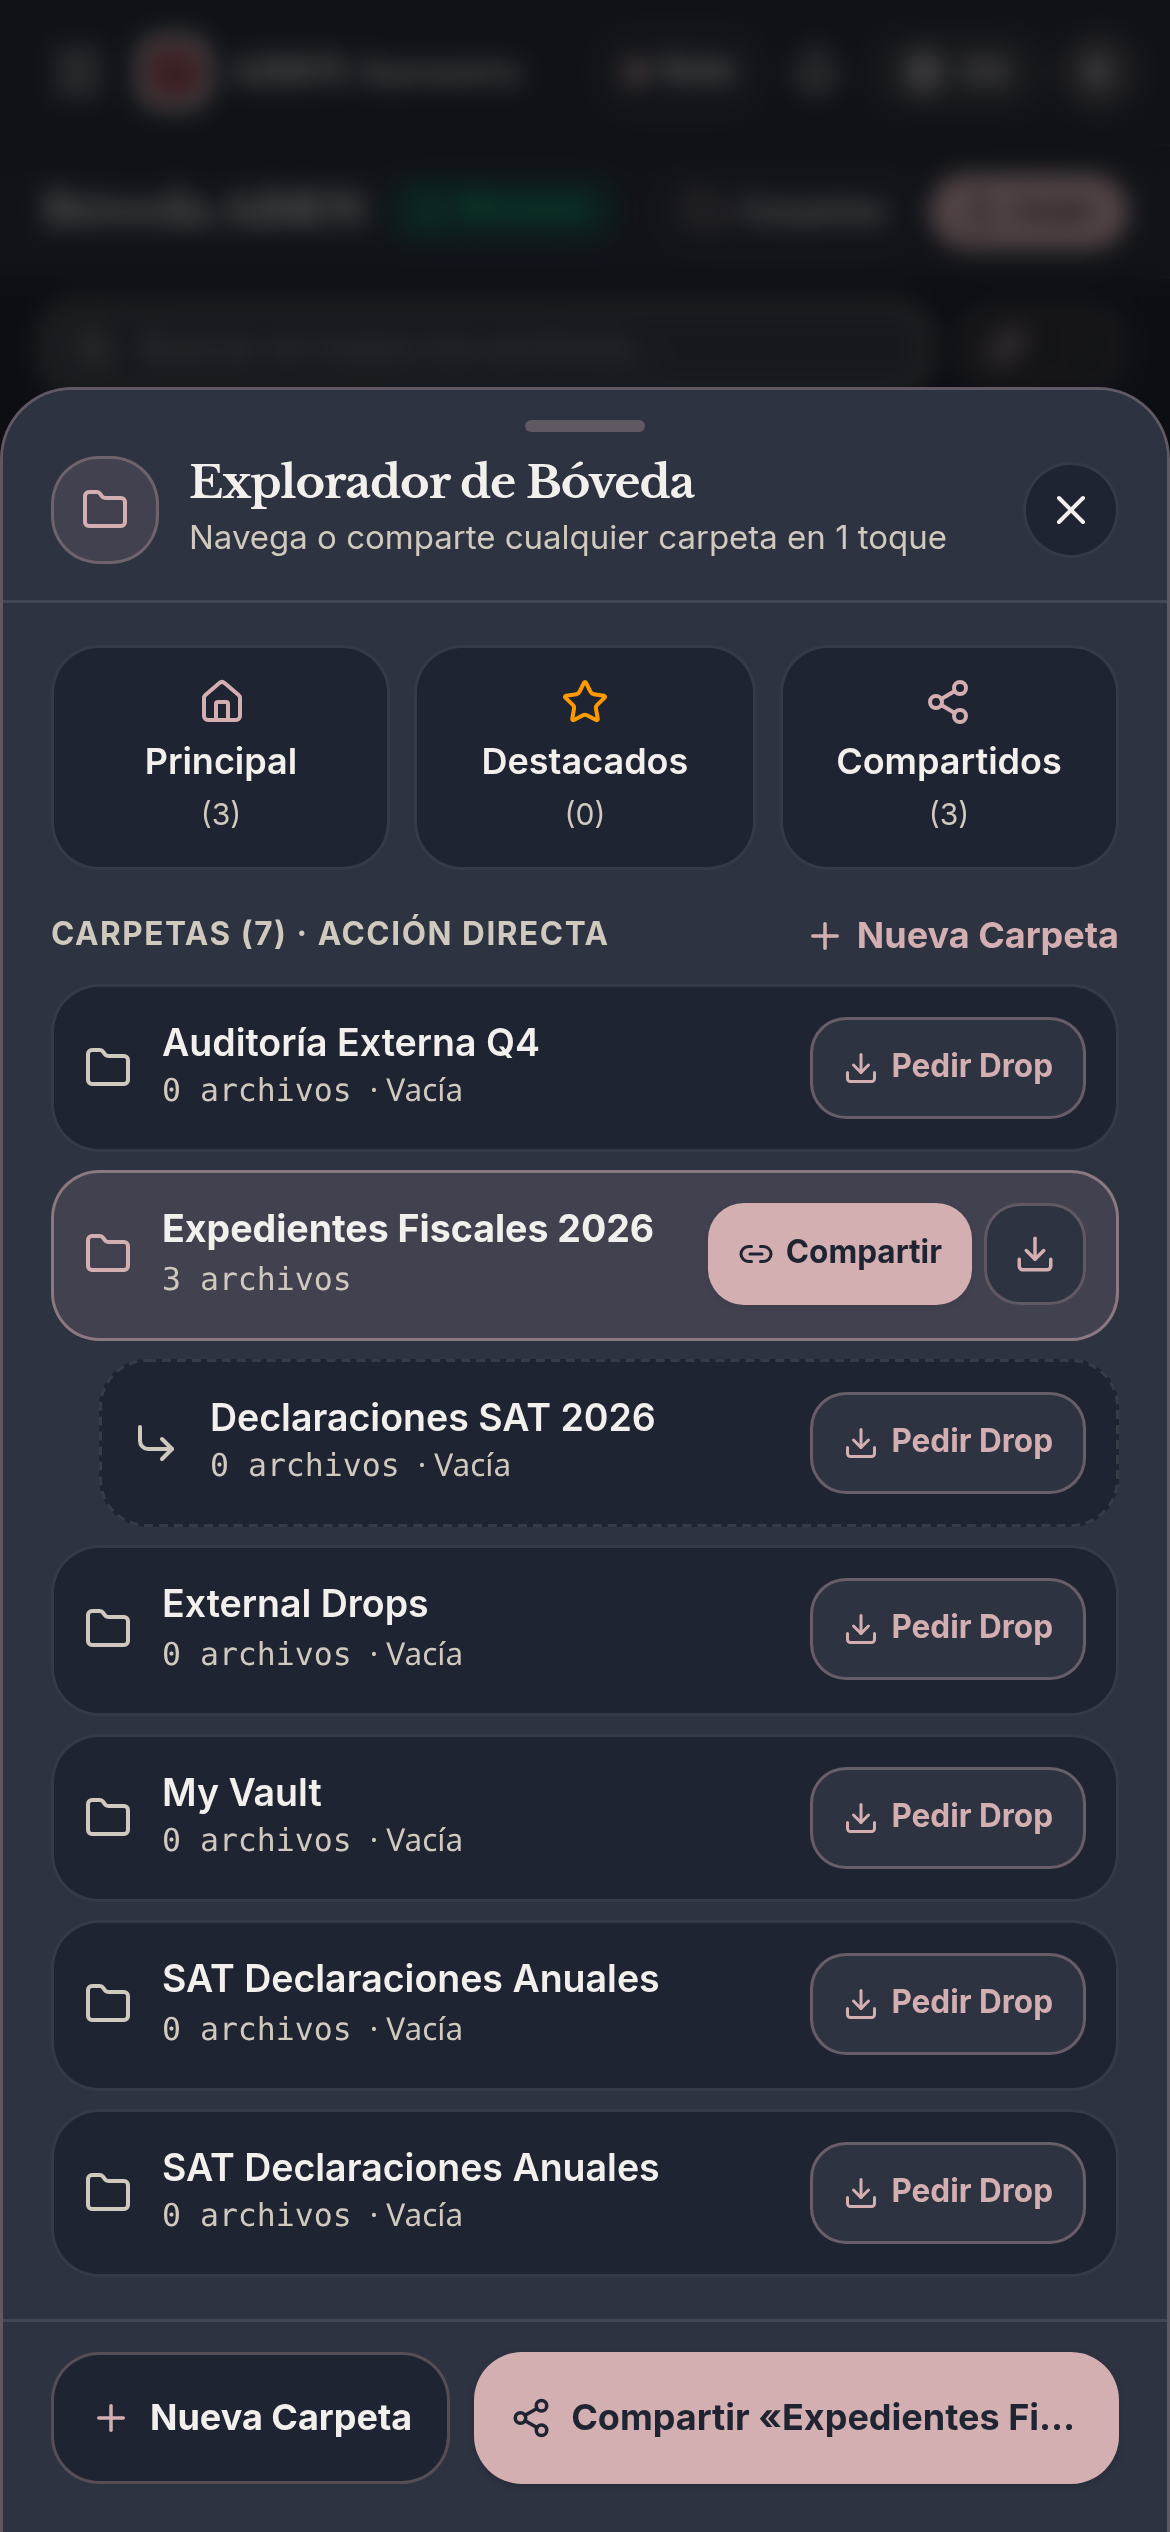 Explorador de Bóveda
Navega o comparte cualquier carpeta en 1 toque
Principal
(3)
Destacados
(0)
Compartidos
(3)
CARPETAS (7) · ACCIÓN DIRECTA
Nueva Carpeta
Auditoría Externa Q4
0 archivos · Vacía
Pedir Drop
Expedientes Fiscales 2026
3 archivos
Compartir
Declaraciones SAT 2026
0 archivos · Vacía
Pedir Drop
External Drops
0 archivos · Vacía
Pedir Drop
My Vault
0 archivos · Vacía
Pedir Drop
SAT Declaraciones Anuales
0 archivos · Vacía
Pedir Drop
SAT Declaraciones Anuales
0 archivos · Vacía
Pedir Drop
Nueva Carpeta
Compartir «Expedientes Fi...